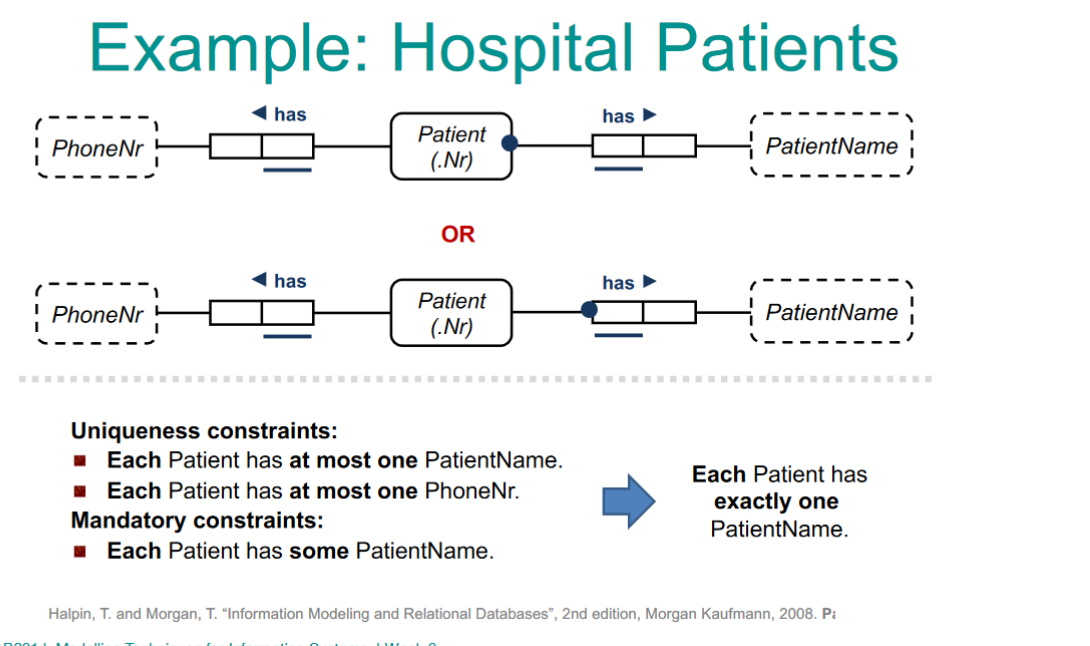 Example: Hospital Patients
◄ has
has ►
PhoneNr
Patient
(.Nr)
PatientName
OR
◄ has
has ►
PhoneNr
Patient
(.Nr)
PatientName
Uniqueness constraints:
Each Patient has at most one PatientName.
Each Patient has at most one PhoneNr.
Mandatory constraints:
Each Patient has some PatientName.
Each Patient has
exactly one
PatientName.
Halpin, T. and Morgan, T. “Information Modeling and Relational Databases”, 2nd edition, Morgan Kaufmann, 2008.